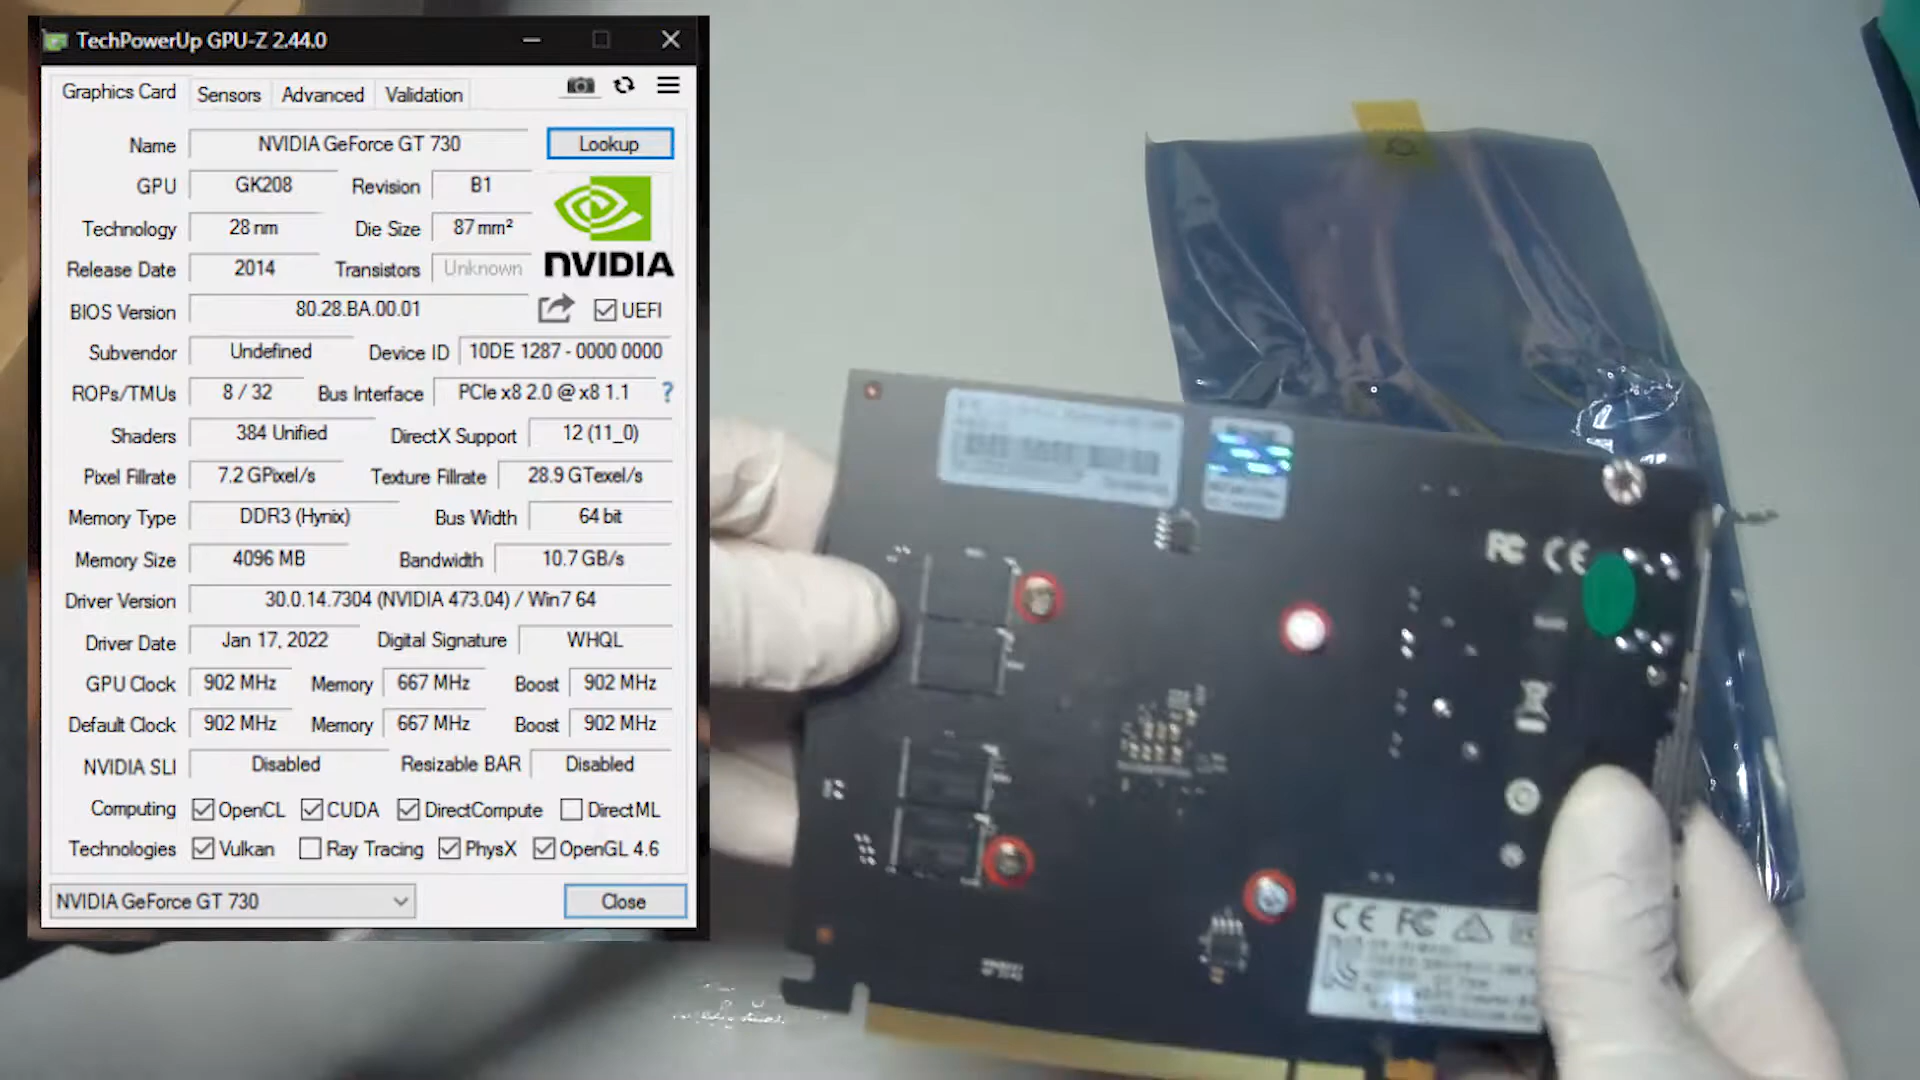 TechPowerUp GPU-Z 2.44.0
Graphics Card Sensors Advanced Validation
Name NVIDIA GeForce GT 730 Lookup
GPU GK208 Revision B1
Technology 28 nm Die Size 87 mm²
Release Date 2014 Transistors Unknown
NVIDIA
BIOS Version 80.28.BA.00.01 UEFI
Subvendor Undefined Device ID 10DE 1287 - 0000 0000
ROPs/TMUs 8 / 32 Bus Interface PCIe x8 2.0 @ x8 1.1 ?
Shaders 384 Unified DirectX Support 12 (11_0)
Pixel Fillrate 7.2 GPixel/s Texture Fillrate 28.9 GTexel/s
Memory Type DDR3 (Hynix) Bus Width 64 bit
Memory Size 4096 MB Bandwidth 10.7 GB/s
Driver Version 30.0.14.7304 (NVIDIA 473.04) / Win7 64
Driver Date Jan 17, 2022 Digital Signature WHQL
GPU Clock 902 MHz Memory 667 MHz Boost 902 MHz
Default Clock 902 MHz Memory 667 MHz Boost 902 MHz
NVIDIA SLI Disabled Resizable BAR Disabled
Computing OpenCL CUDA DirectCompute DirectML
Technologies Vulkan Ray Tracing PhysX OpenGL 4.6
NVIDIA GeForce GT 730 Close
FC CE
CE FC